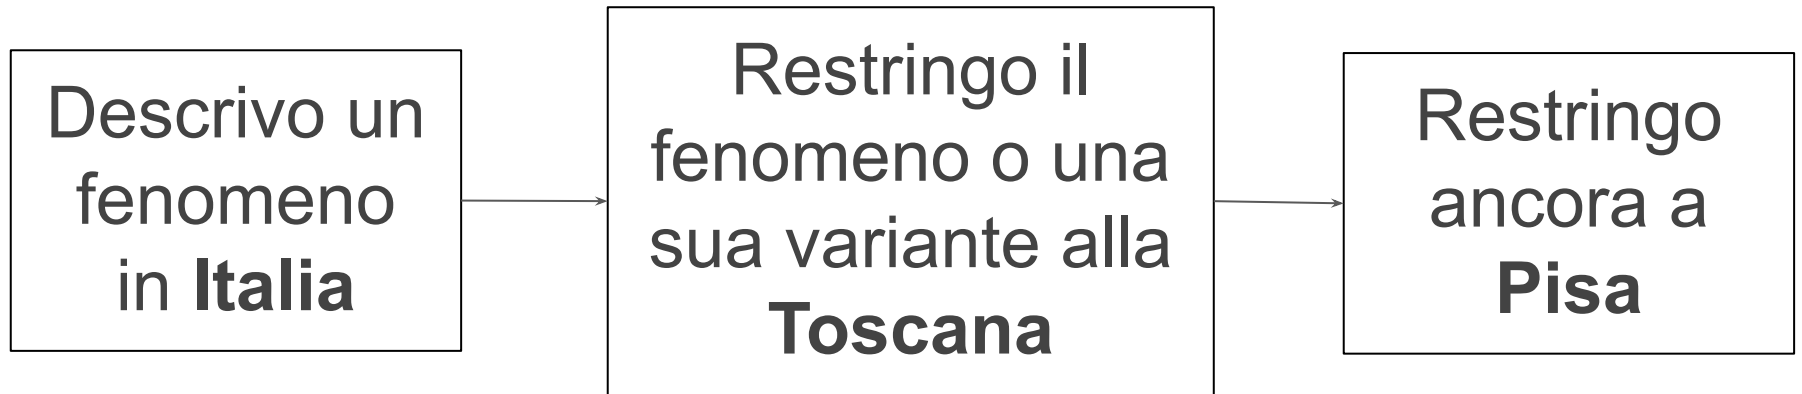 Descrivo un
fenomeno
in Italia
Restringo il
fenomeno o una
sua variante alla
Toscana
Restringo
ancora a
Pisa